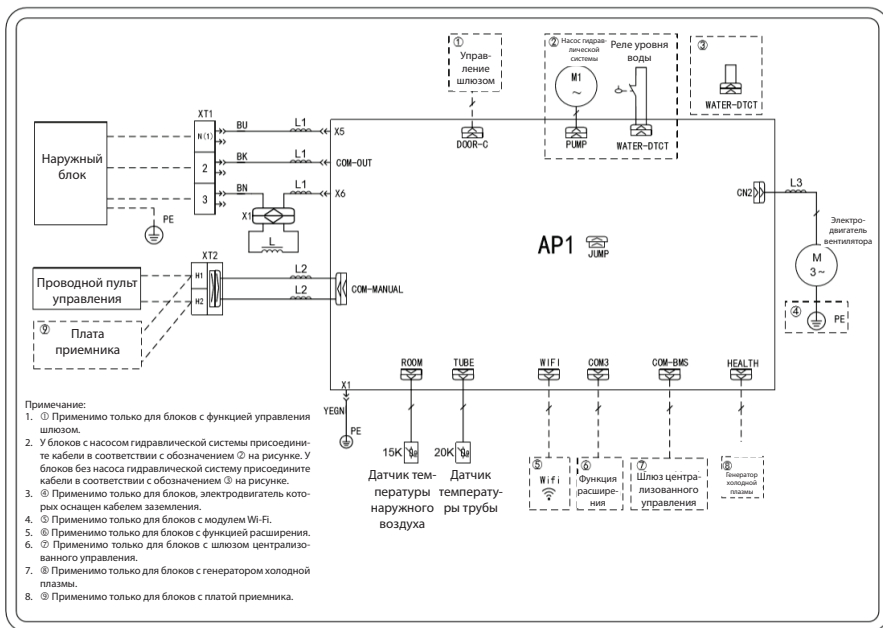 ①
Управ-
ление
шлюзом
DOOR-C
② Насос гидрав-
лической
системы
M1
~
PUMP
Реле уровня
воды
WATER-DTCT
③
WATER-DTCT
Наружный
блок
PE
XT1
N(1)
2
3
BU
L1
X5
BK
L1
COM-OUT
BN
L1
X6
X1
L
XT2
H1
H2
L2
L2
COM-MANUAL
Проводной пульт
управления
⑨
Плата
приемника
AP1
JUMP
CN2
L3
Электро-
двигатель
вентилятора
M
3~
④
PE
ROOM
TUBE
WIFI
COM3
COM-BMS
HEALTH
X1
YEGN
PE
15K
20K
Датчик тем-
пературы
наружного
воздуха
Датчик
температу-
ры трубы
⑤
Wifi
⑥
Функция
расшире-
ния
⑦
Шлюз центра-
лизованного
управления
⑧
Генератор
холодной
плазмы
Примечание:
1. ① Применимо только для блоков с функцией управления
шлюзом.
2. У блоков с насосом гидравлической системы присоедини-
те кабели в соответствии с обозначением ② на рисунке. У
блоков без насоса гидравлической систему присоедините
кабели в соответствии с обозначением ③ на рисунке.
3. ④ Применимо только для блоков, электродвигатель кото-
рых оснащен кабелем заземления.
4. ⑤ Применимо только для блоков с модулем Wi-Fi.
5. ⑥ Применимо только для блоков с функцией расширения.
6. ⑦ Применимо только для блоков с шлюзом централизо-
ванного управления.
7. ⑧ Применимо только для блоков с генератором холодной
плазмы.
8. ⑨ Применимо только для блоков с платой приемника.